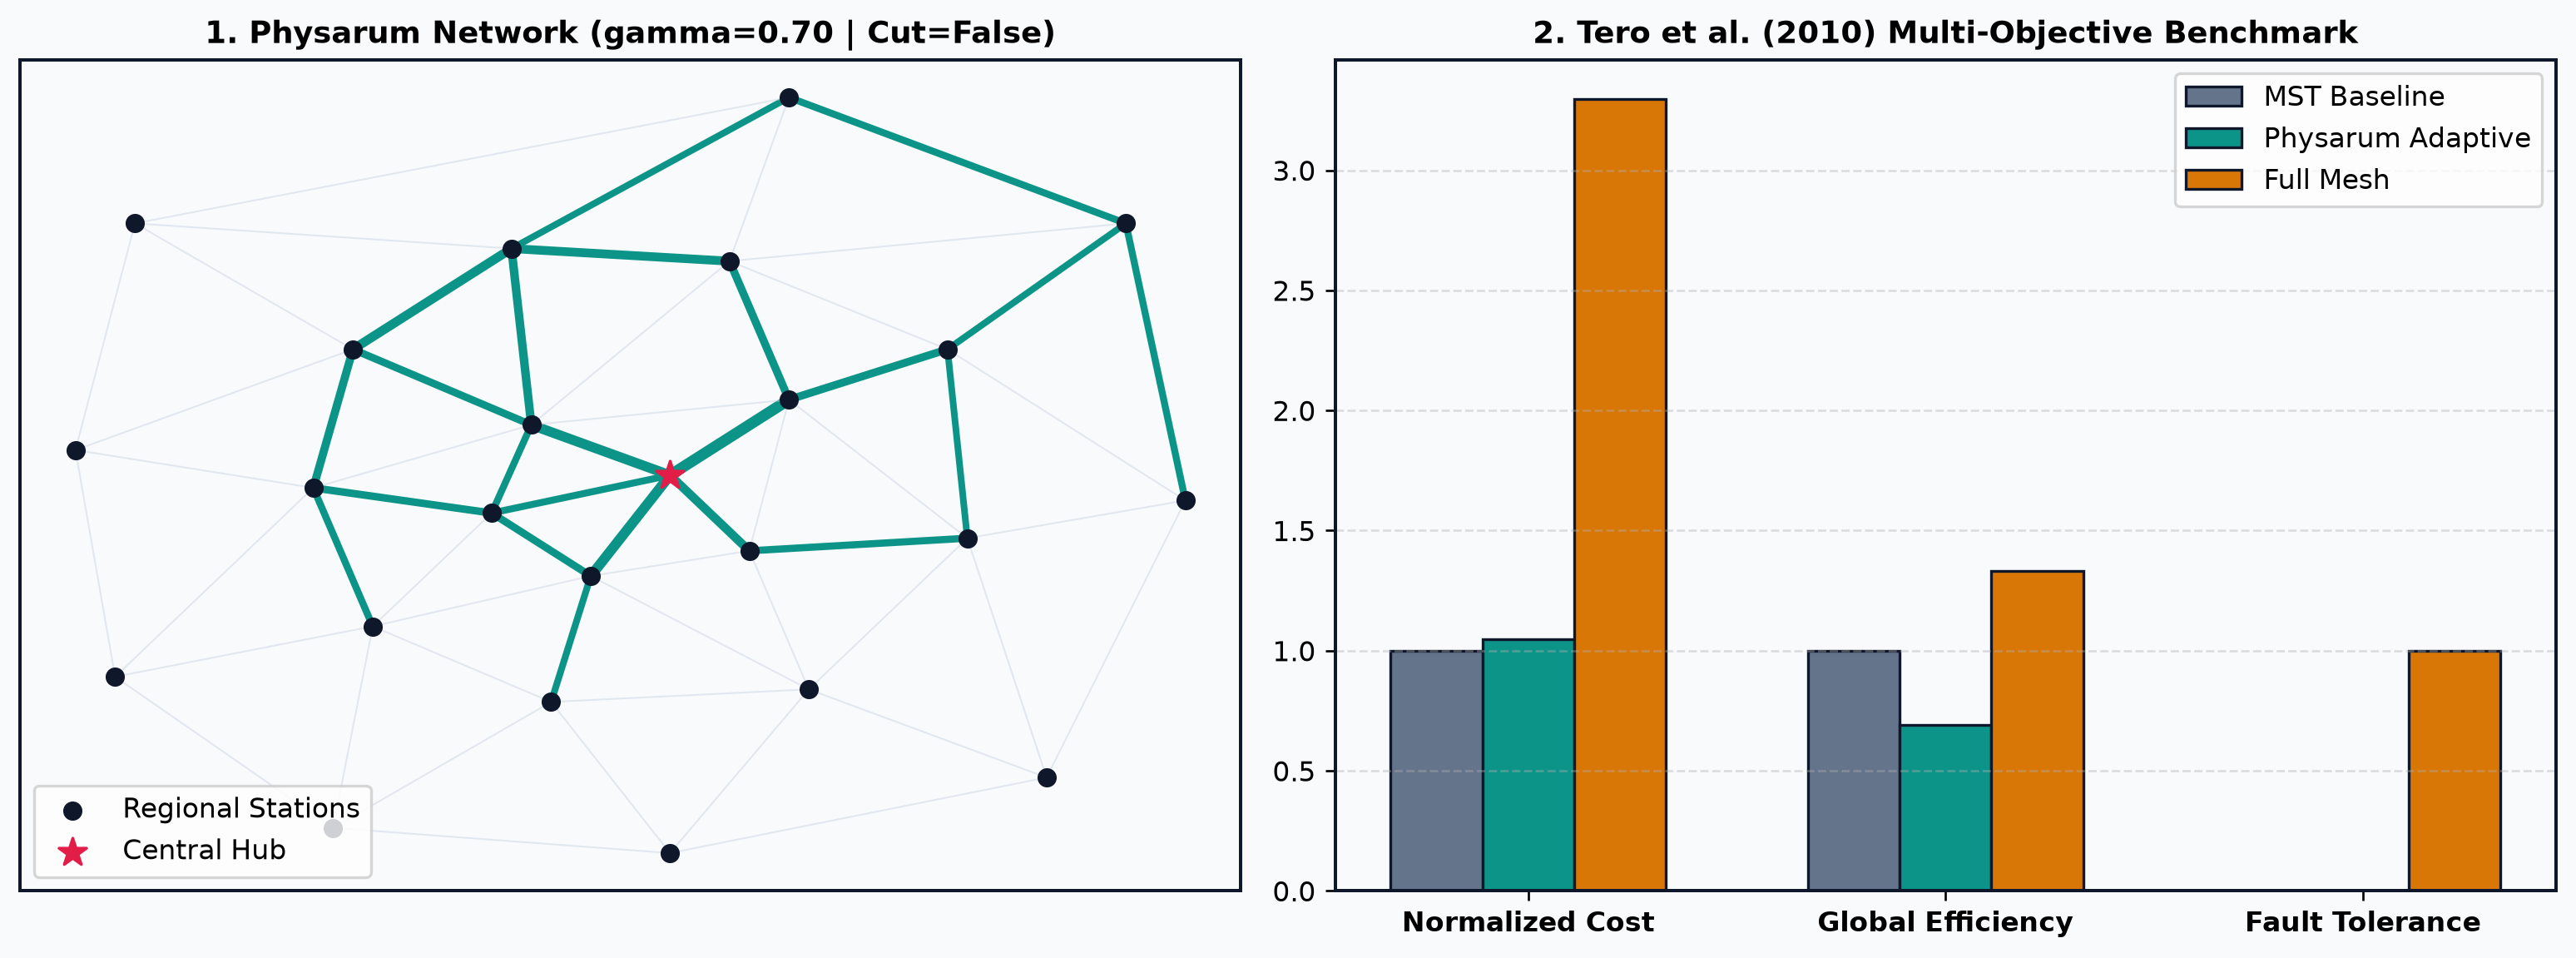 1. Physarum Network (gamma=0.70 | Cut=False)
Regional Stations
Central Hub
2. Tero et al. (2010) Multi-Objective Benchmark
MST Baseline
Physarum Adaptive
Full Mesh
3.0
2.5
2.0
1.5
1.0
0.5
0.0
Normalized Cost
Global Efficiency
Fault Tolerance